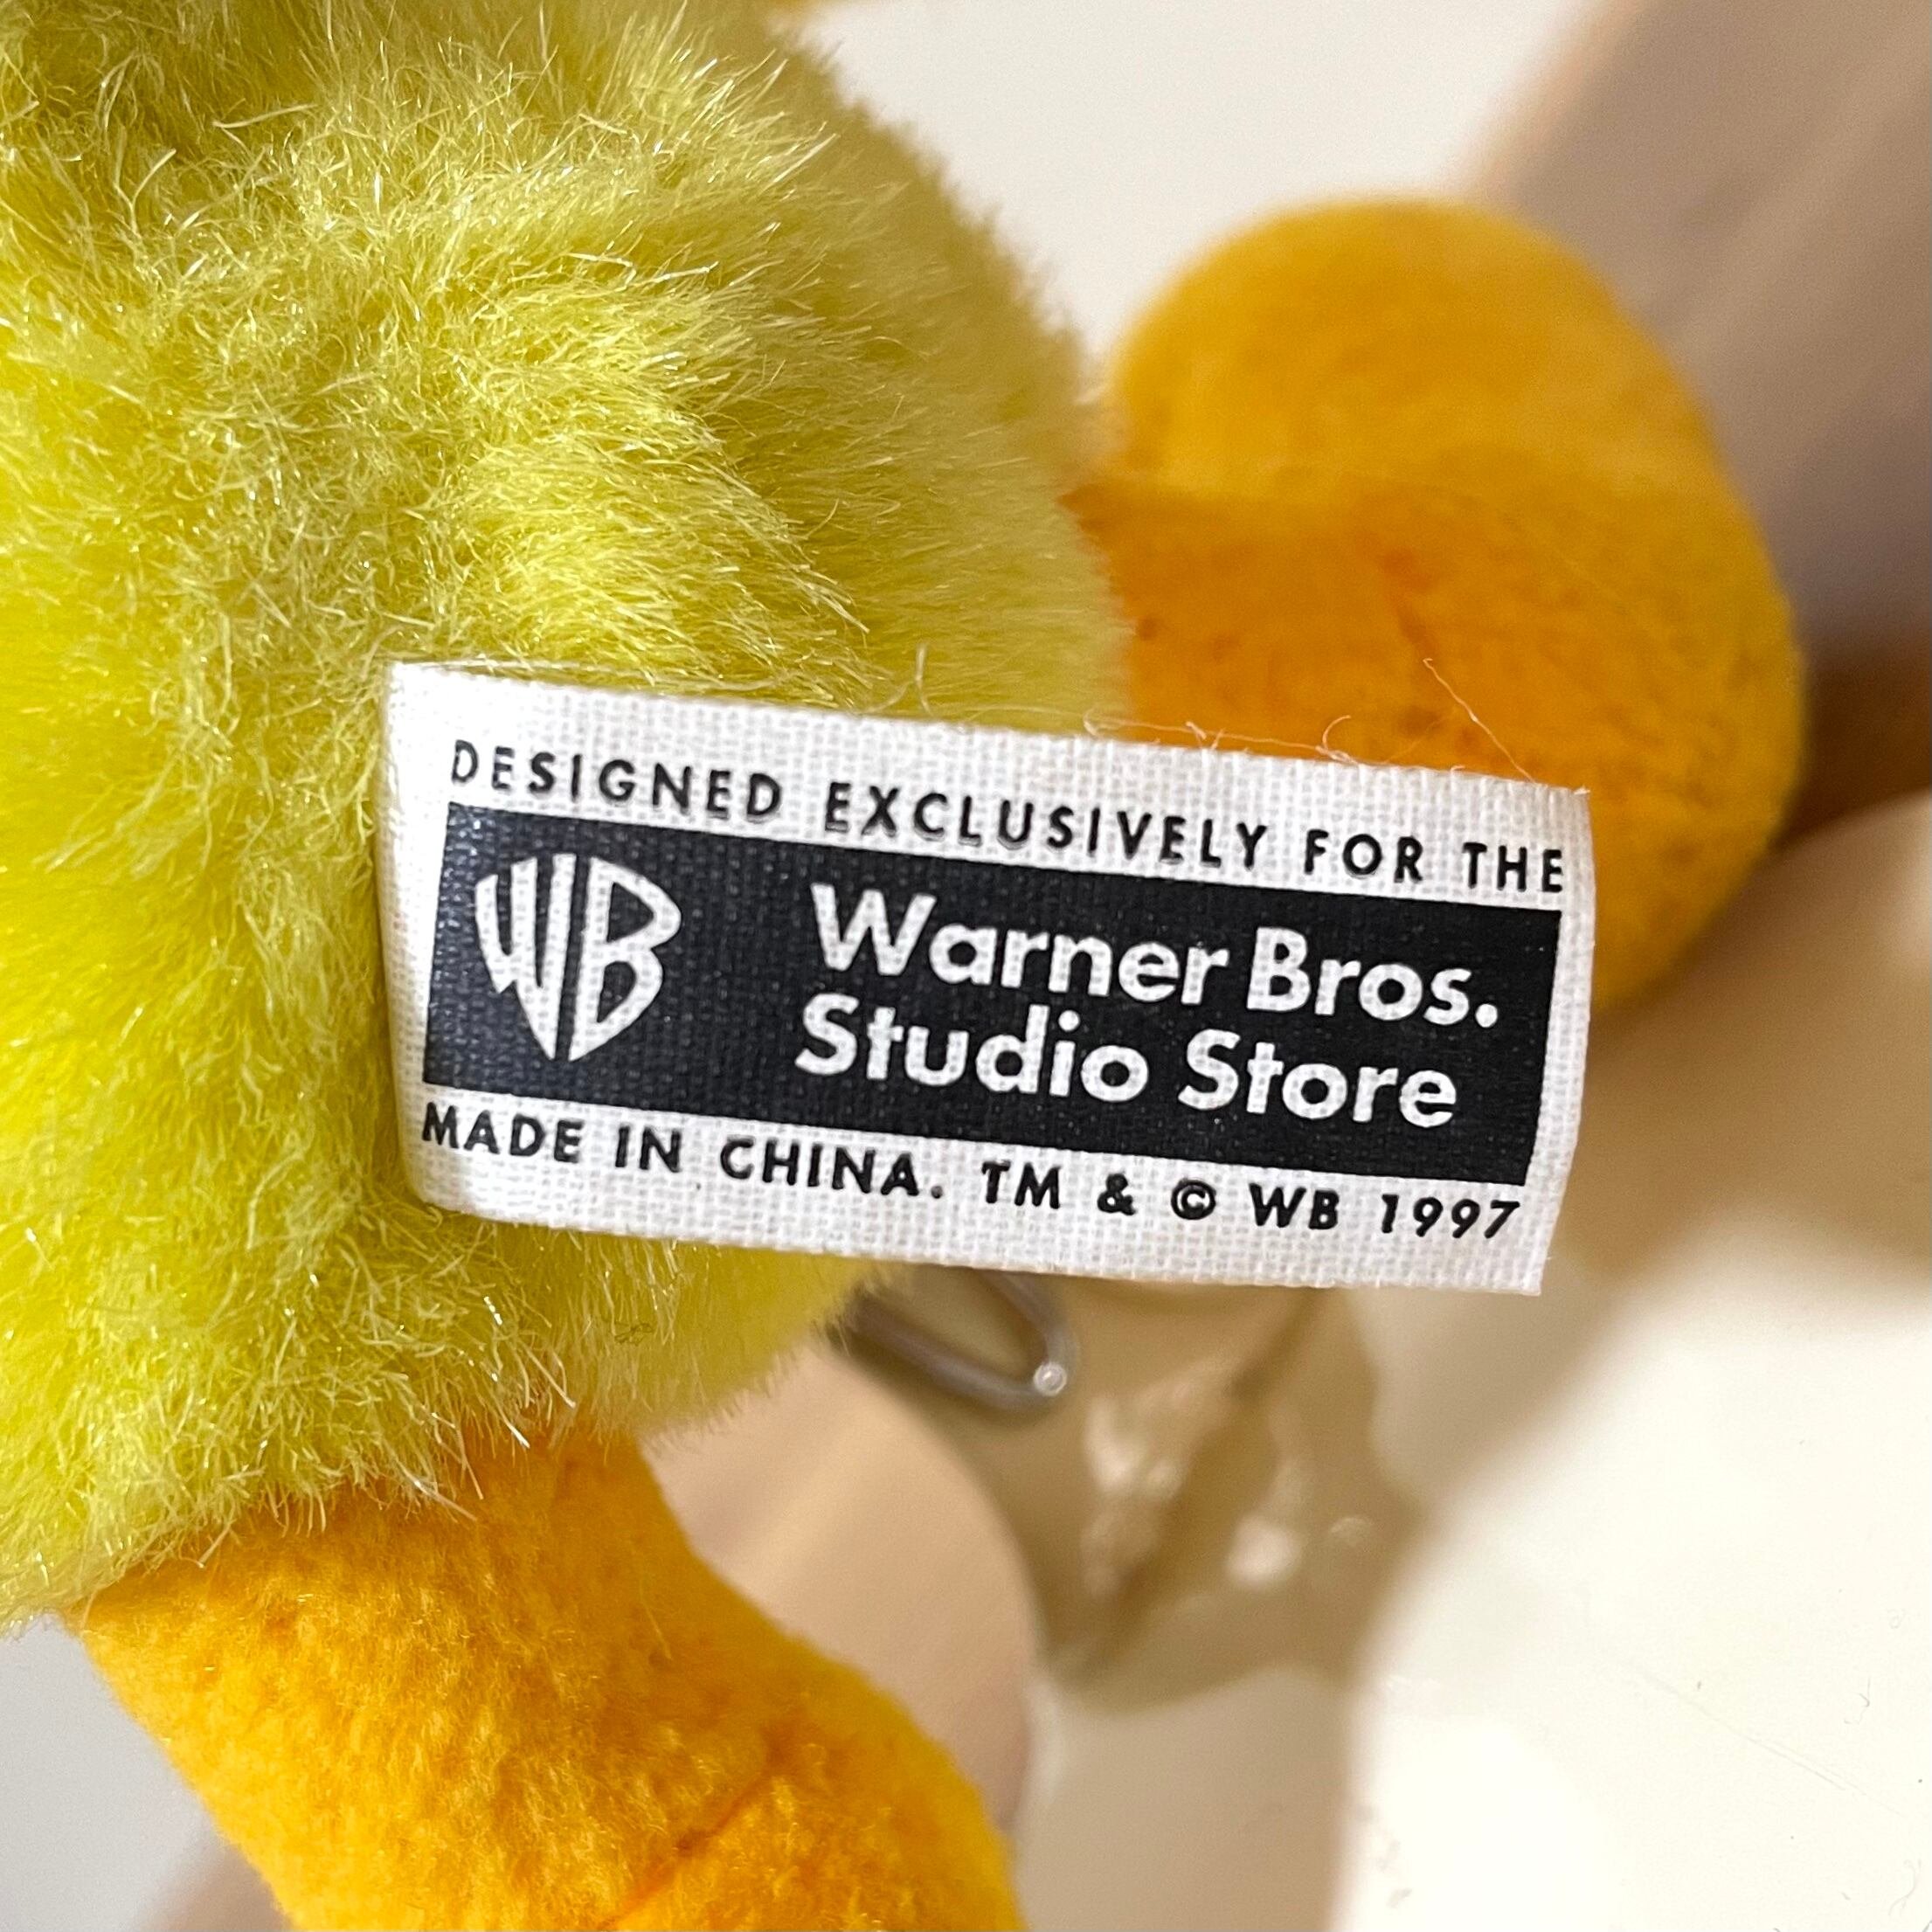 DESIGNED EXCLUSIVELY FOR THE
WB Warner Bros.
Studio Store
MADE IN CHINA. TM & © WB 1997